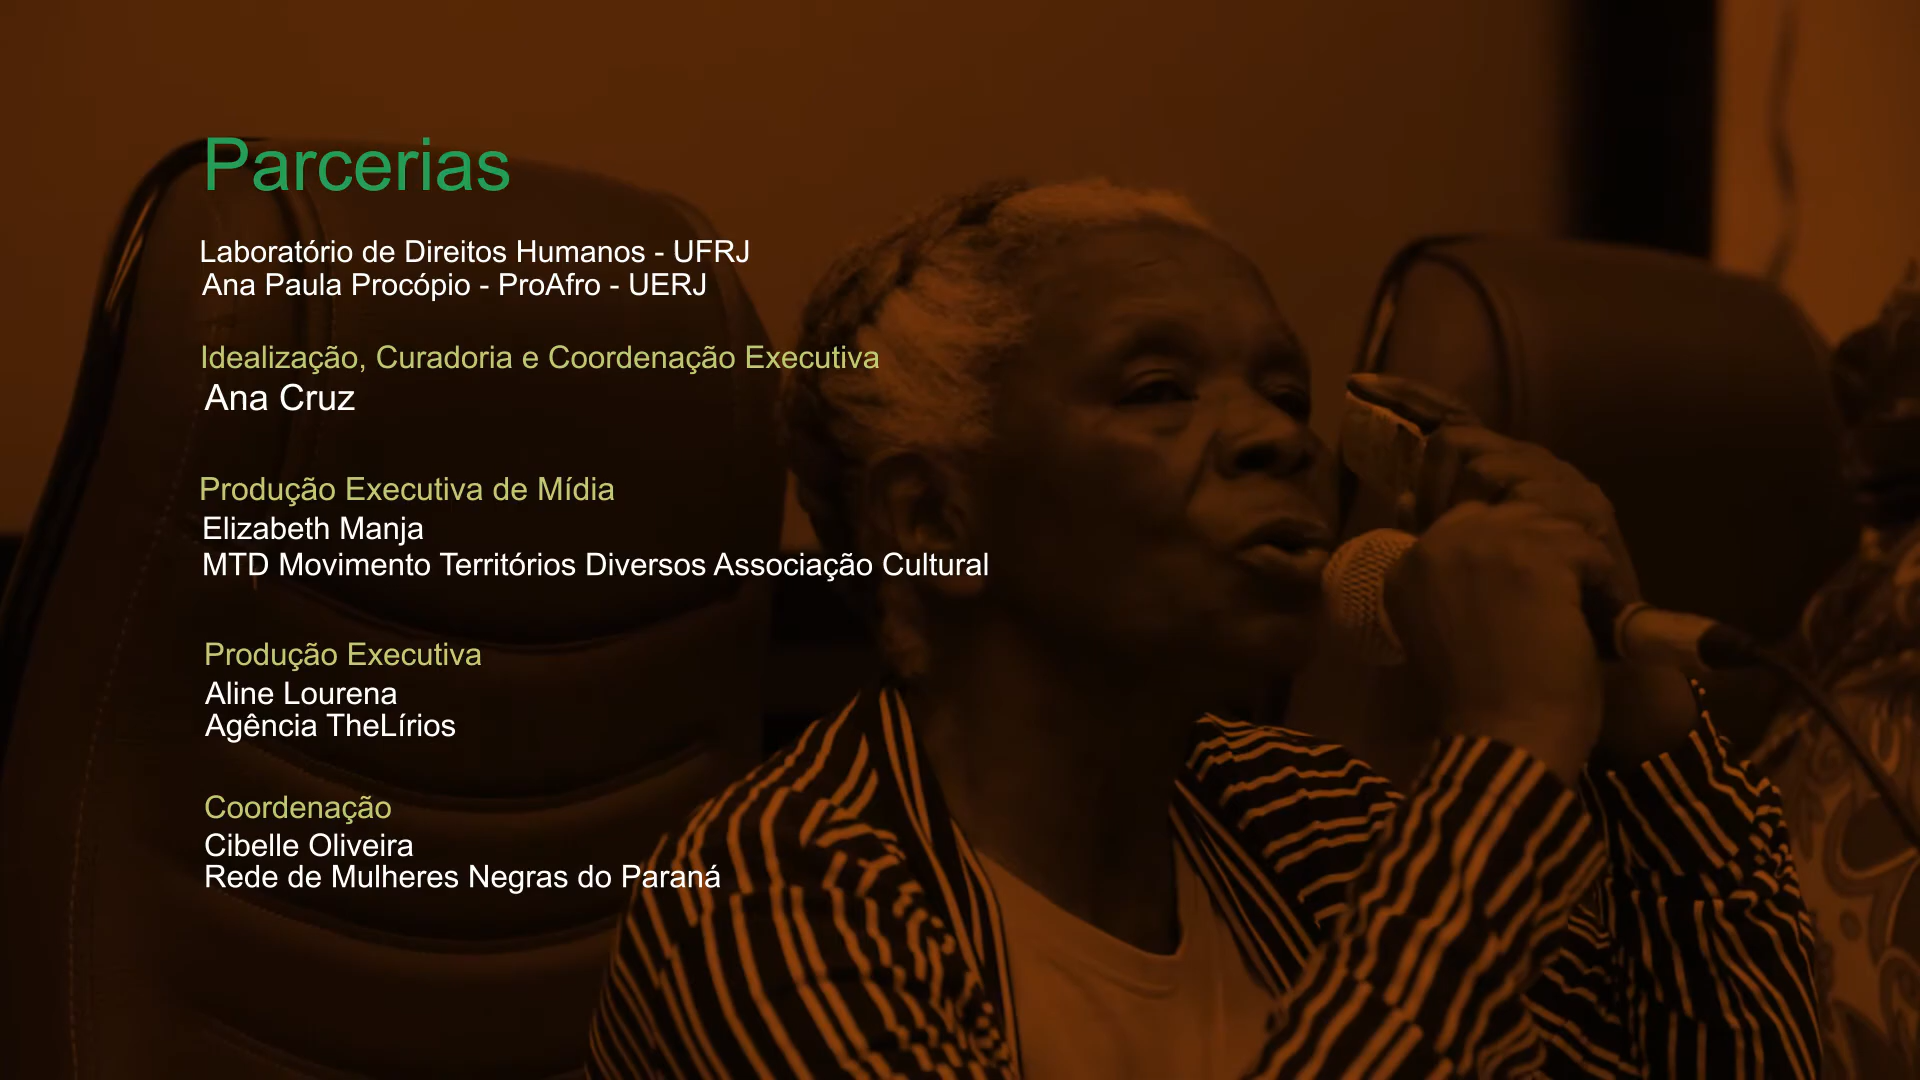 Parcerias
Laboratório de Direitos Humanos - UFRJ
Ana Paula Procópio - ProAfro - UERJ
Idealização, Curadoria e Coordenação Executiva
Ana Cruz
Produção Executiva de Mídia
Elizabeth Manja
MTD Movimento Territórios Diversos Associação Cultural
Produção Executiva
Aline Lourena
Agência TheLírios
Coordenação
Cibelle Oliveira
Rede de Mulheres Negras do Paraná